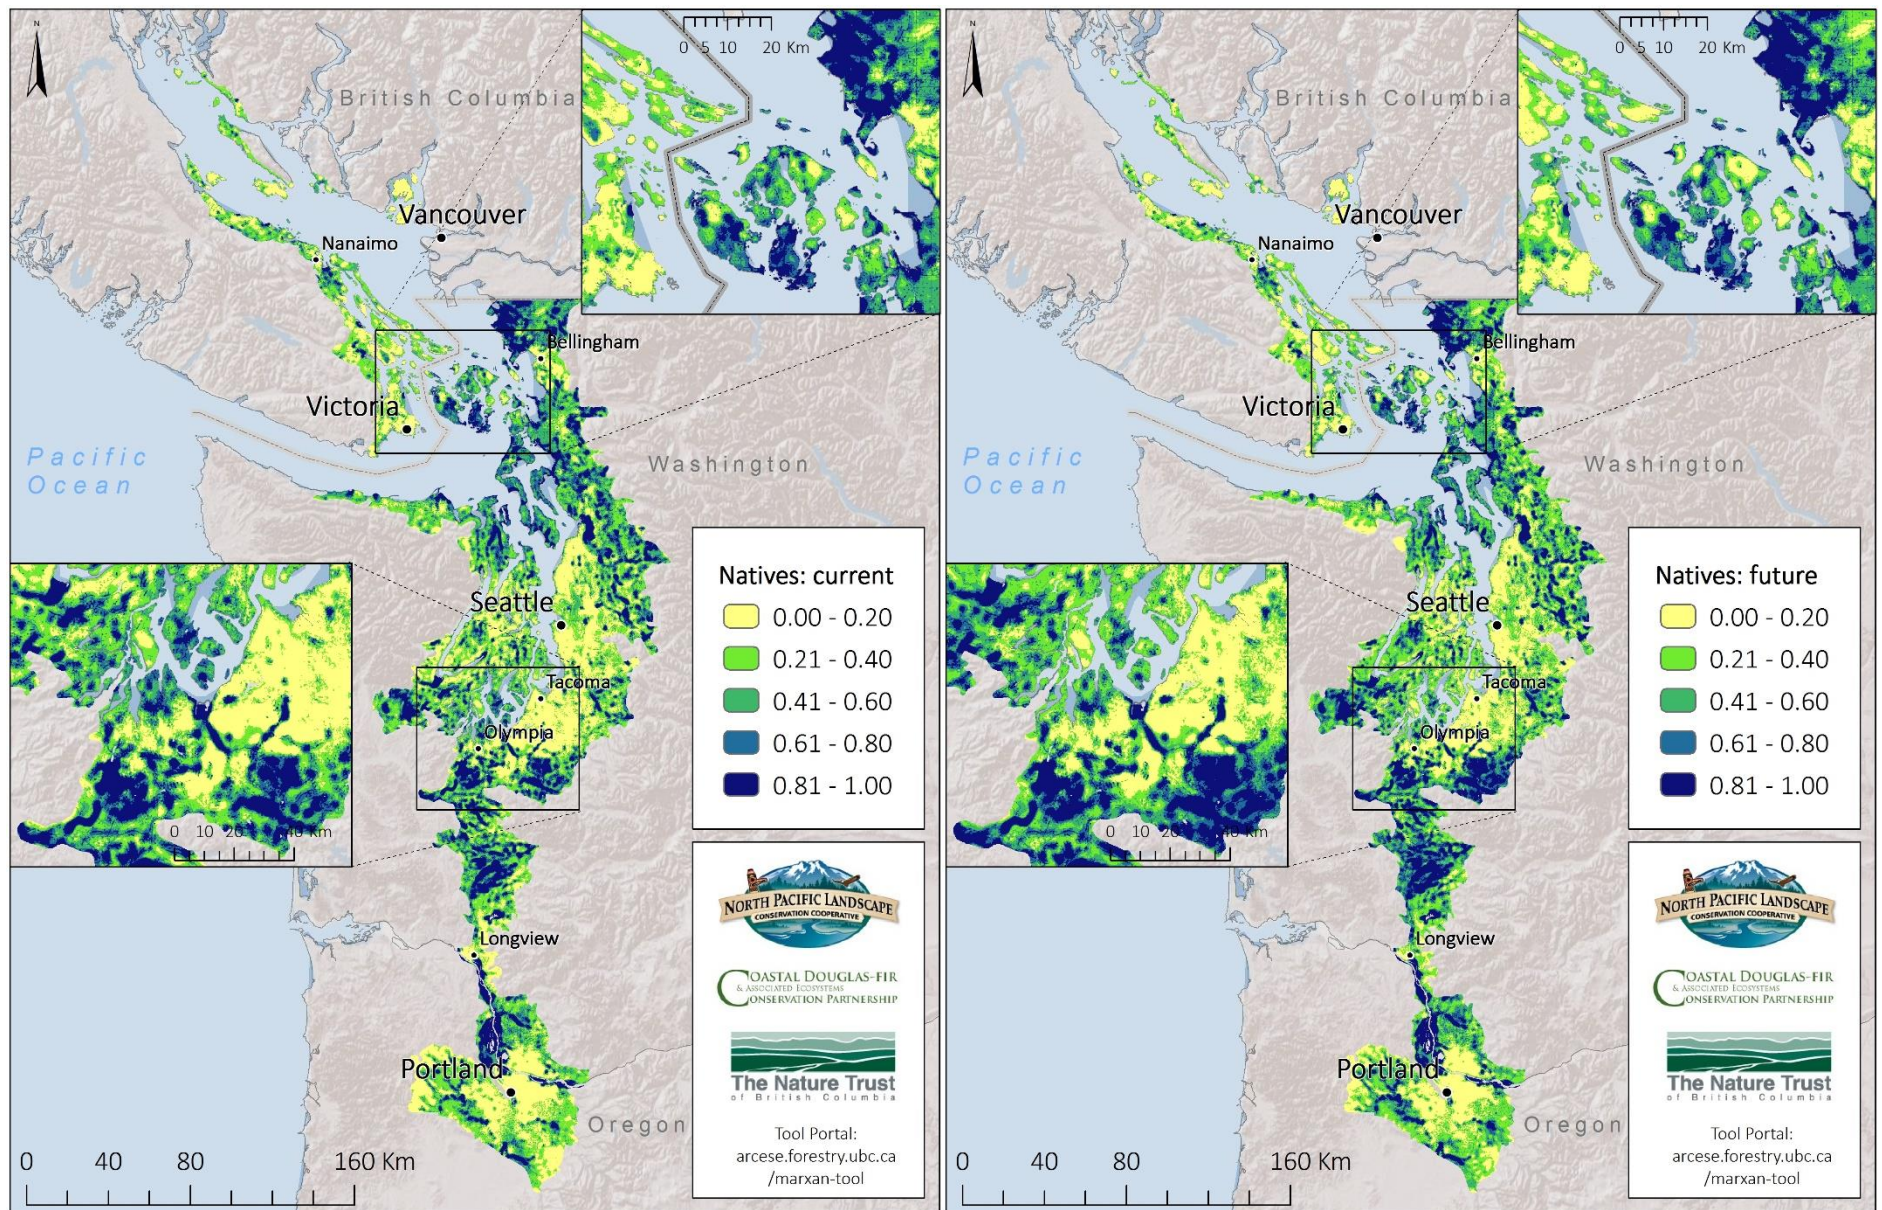 N
0 5 10 20 Km
British Columbia
Vancouver
Nanaimo
Bellingham
Victoria
Pacific
Ocean
Washington
Natives: current
0.00 - 0.20
0.21 - 0.40
0.41 - 0.60
0.61 - 0.80
0.81 - 1.00
Seattle
Tacoma
Olympia
0 10 20 40 Km
Longview
Portland
Oregon
NORTH PACIFIC LANDSCAPE
CONSERVATION COOPERATIVE
COASTAL DOUGLAS-FIR
& ASSOCIATED ECOSYSTEMS
CONSERVATION PARTNERSHIP
The Nature Trust
of British Columbia
Tool Portal:
arcese.forestry.ubc.ca
/marxan-tool
0 40 80 160 Km
N
0 5 10 20 Km
British Columbia
Vancouver
Nanaimo
Bellingham
Victoria
Pacific
Ocean
Washington
Natives: future
0.00 - 0.20
0.21 - 0.40
0.41 - 0.60
0.61 - 0.80
0.81 - 1.00
Seattle
Tacoma
Olympia
0 10 20 40 Km
Longview
Portland
Oregon
NORTH PACIFIC LANDSCAPE
CONSERVATION COOPERATIVE
COASTAL DOUGLAS-FIR
& ASSOCIATED ECOSYSTEMS
CONSERVATION PARTNERSHIP
The Nature Trust
of British Columbia
Tool Portal:
arcese.forestry.ubc.ca
/marxan-tool
0 40 80 160 Km